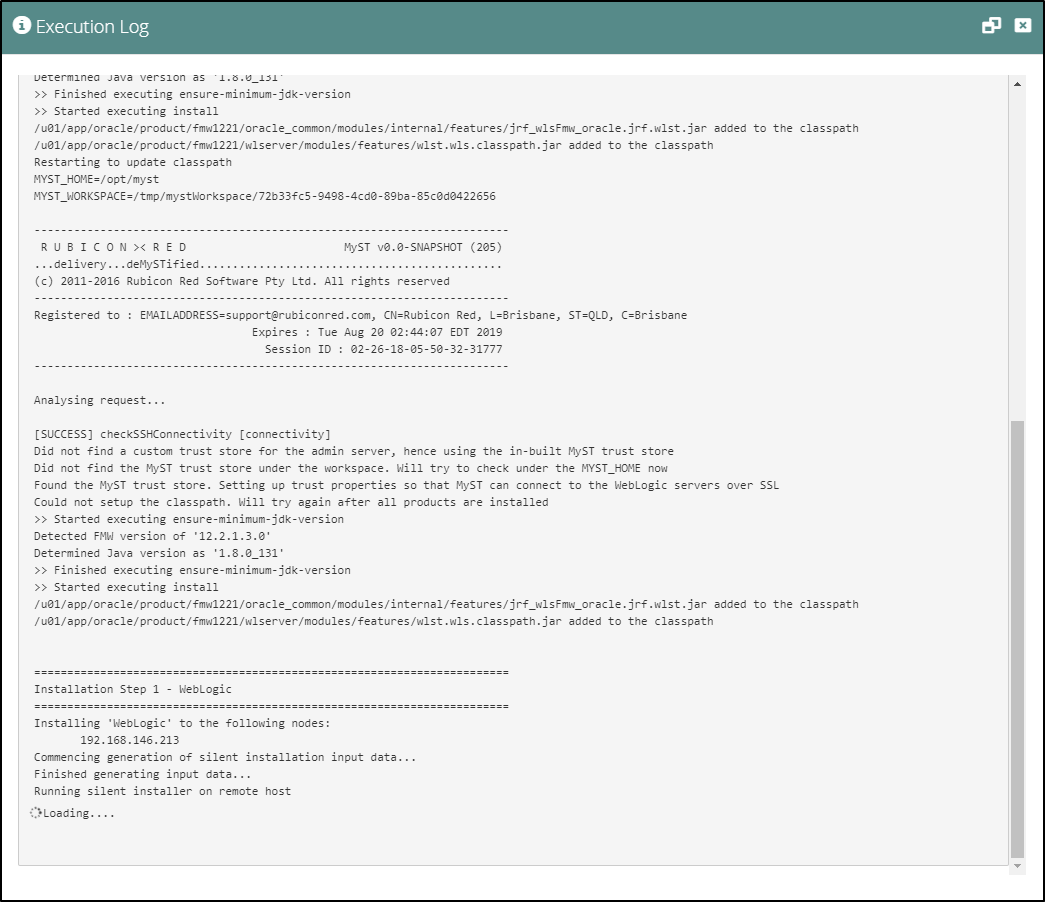 Execution Log
Determined Java version as '1.8.0_131'
>> Finished executing ensure-minimum-jdk-version
>> Started executing install
/u01/app/oracle/product/fmw1221/oracle_common/modules/internal/features/jrf_wlsFmw_oracle.jrf.wlst.jar added to the classpath
/u01/app/oracle/product/fmw1221/wlserver/modules/features/wlst.wls.classpath.jar added to the classpath
Restarting to update classpath
MYST_HOME=/opt/myst
MYST_WORKSPACE=/tmp/mystWorkspace/72b33fc5-9498-4cd0-89ba-85c0d0422656
------------------------------------------------------------------------
R U B I C O N >< R E D                        MyST v0.0-SNAPSHOT (205)
...delivery...deMySTified..............................................
(c) 2011-2016 Rubicon Red Software Pty Ltd. All rights reserved
------------------------------------------------------------------------
Registered to : EMAILADDRESS=support@rubiconred.com, CN=Rubicon Red, L=Brisbane, ST=QLD, C=Brisbane
Expires : Tue Aug 20 02:44:07 EDT 2019
Session ID : 02-26-18-05-50-32-31777
------------------------------------------------------------------------
Analysing request...
[SUCCESS] checkSSHConnectivity [connectivity]
Did not find a custom trust store for the admin server, hence using the in-built MyST trust store
Did not find the MyST trust store under the workspace. Will try to check under the MYST_HOME now
Found the MyST trust store. Setting up trust properties so that MyST can connect to the WebLogic servers over SSL
Could not setup the classpath. Will try again after all products are installed
>> Started executing ensure-minimum-jdk-version
Detected FMW version of '12.2.1.3.0'
Determined Java version as '1.8.0_131'
>> Finished executing ensure-minimum-jdk-version
>> Started executing install
/u01/app/oracle/product/fmw1221/oracle_common/modules/internal/features/jrf_wlsFmw_oracle.jrf.wlst.jar added to the classpath
/u01/app/oracle/product/fmw1221/wlserver/modules/features/wlst.wls.classpath.jar added to the classpath
========================================================================
Installation Step 1 - WebLogic
========================================================================
Installing 'WebLogic' to the following nodes:
192.168.146.213
Commencing generation of silent installation input data...
Finished generating input data...
Running silent installer on remote host
Loading....